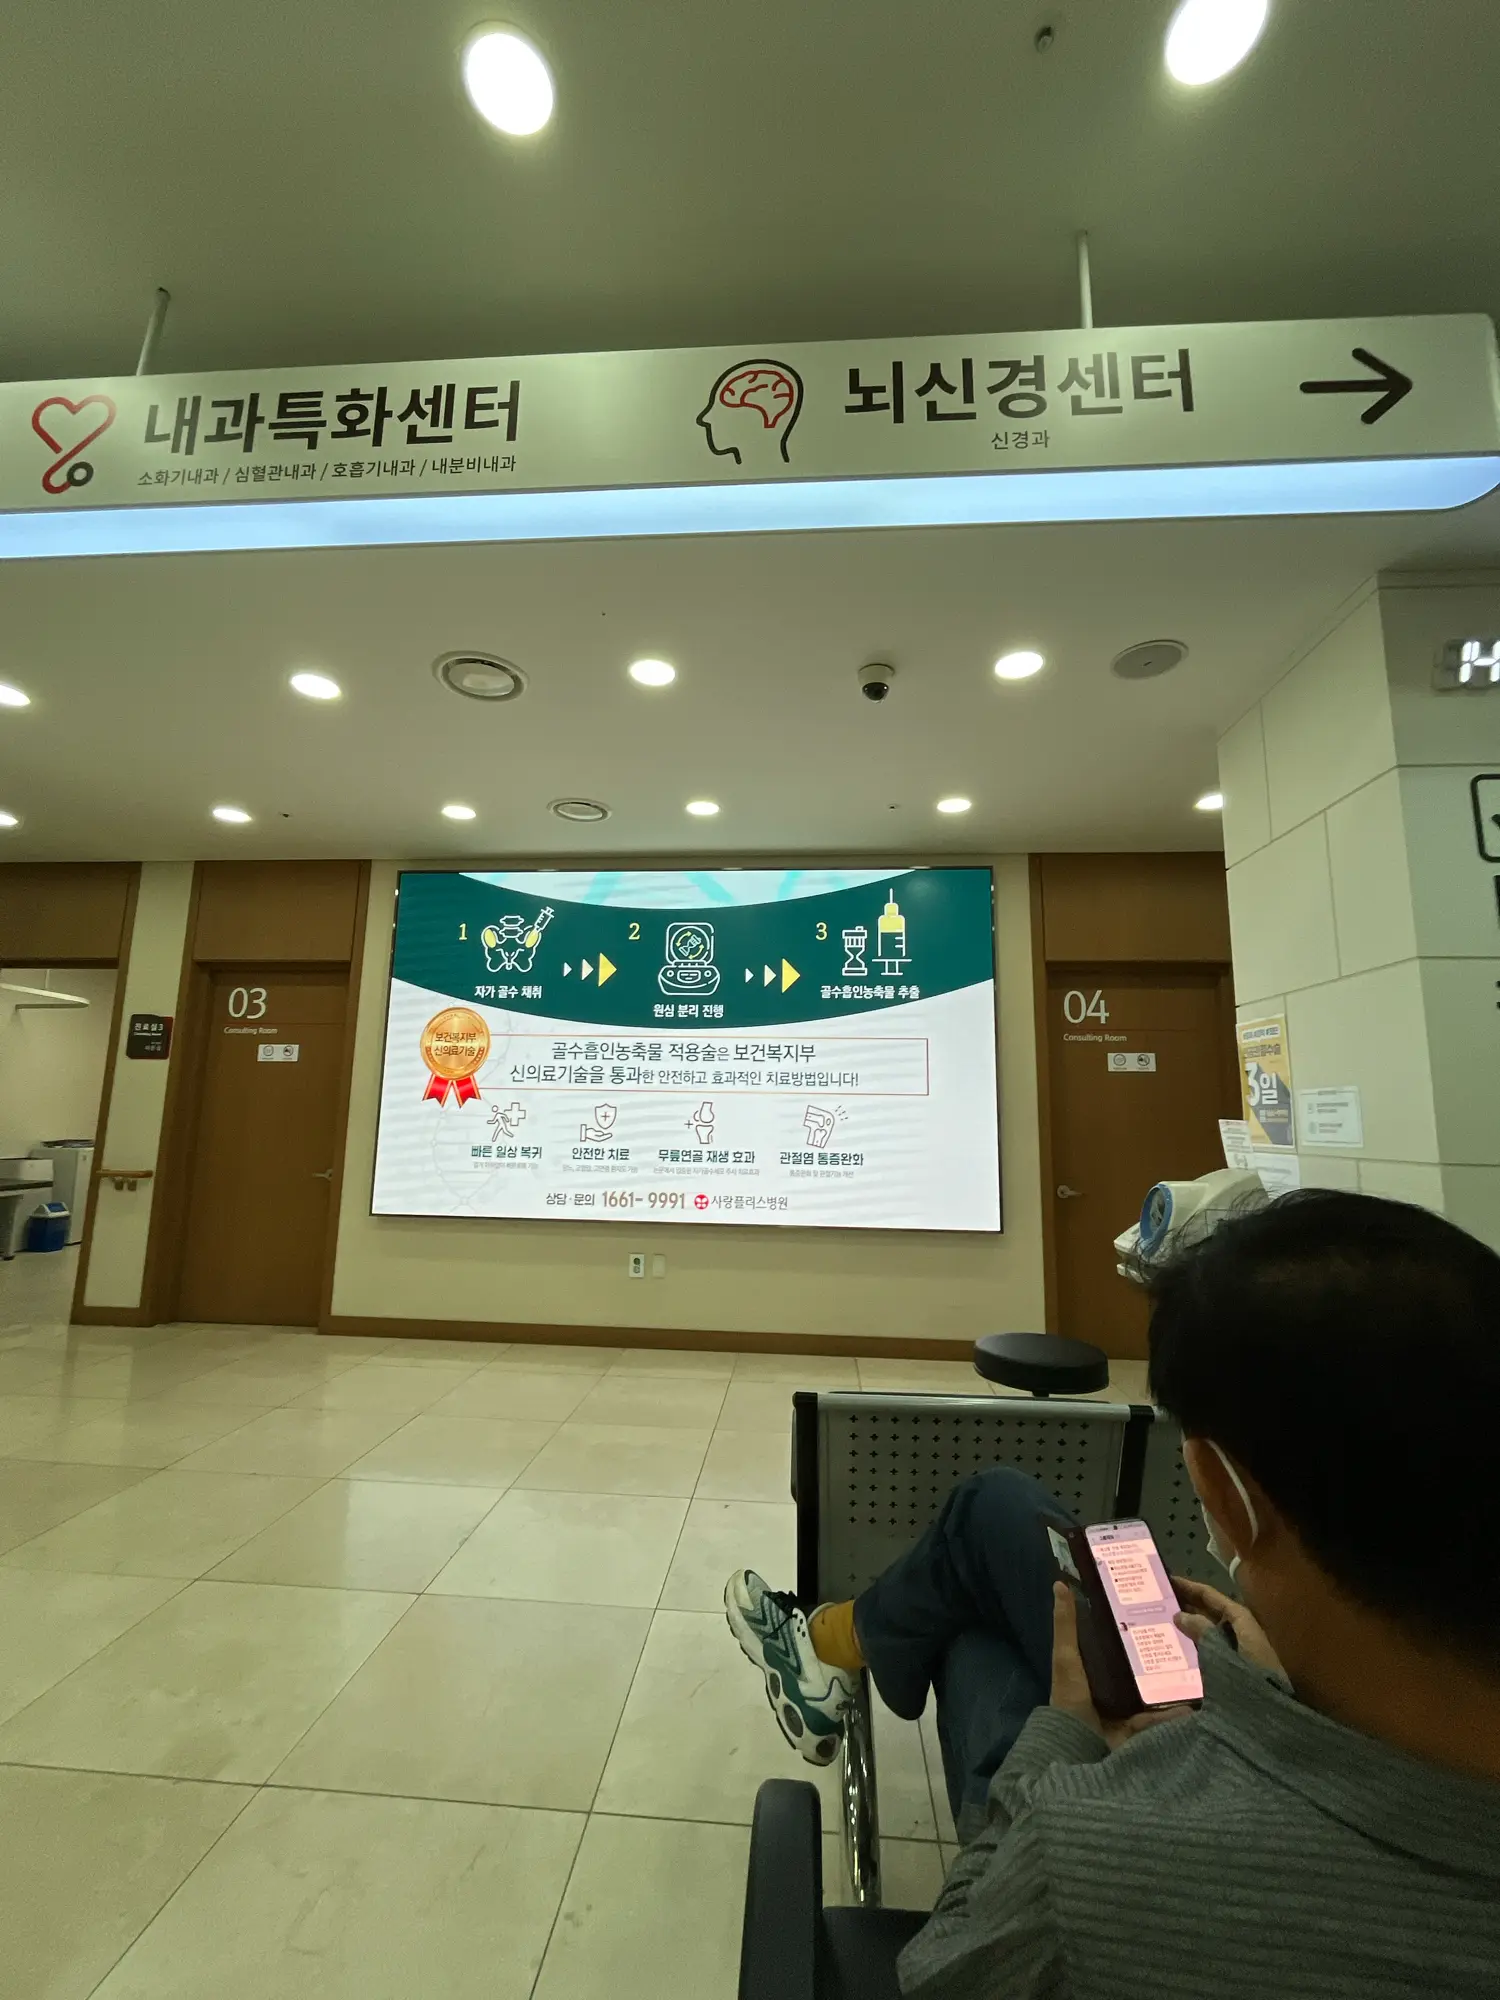 내과특화센터
소화기내과 / 심혈관내과 / 호흡기내과 / 내분비내과
뇌신경센터
신경과
1
2
3
자가 골수 채취
원심 분리 진행
골수흡인농축물 추출
보건복지부
신의료기술
골수흡인농축물 적용술은 보건복지부
신의료기술을 통과한 안전하고 효과적인 치료방법입니다!
빠른 일상 복귀
안전한 치료
무릎연골 재생 효과
관절염 통증완화
상담·문의 1661-9991 사랑플러스병원
03
Consulting Room
진료실 3
04
Consulting Room
3일